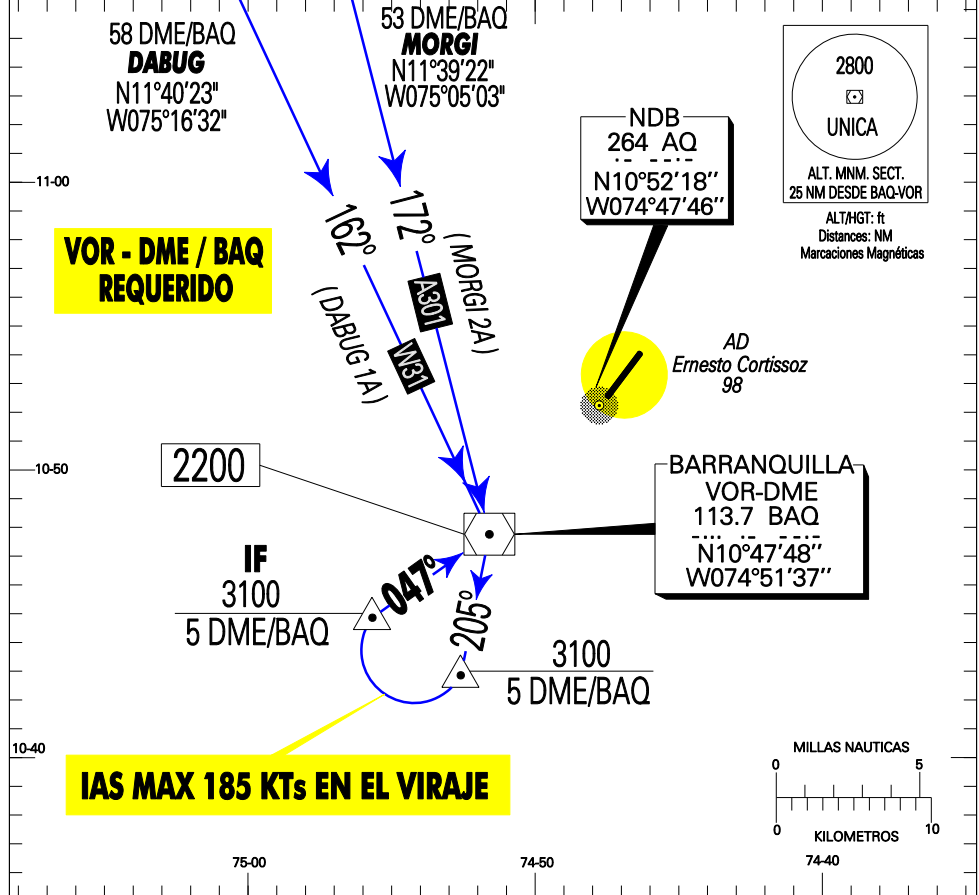 58 DME/BAQ
DABUG
N11°40'23"
W075°16'32"
53 DME/BAQ
MORGI
N11°39'22"
W075°05'03"
2800
UNICA
ALT. MNM. SECT.
25 NM DESDE BAQ-VOR
ALT/HGT: ft
Distances: NM
Marcaciones Magnéticas
NDB
264 AQ
N10°52'18''
W074°47'46''
11-00
VOR - DME / BAQ
REQUERIDO
162°
172°
(DABUG 1A)
(MORGI 2A)
A301
W31
AD
Ernesto Cortissoz
98
10-50
2200
BARRANQUILLA
VOR-DME
113.7 BAQ
N10°47'48''
W074°51'37''
IF
3100
5 DME/BAQ
047°
205°
3100
5 DME/BAQ
10-40
IAS MAX 185 KTs EN EL VIRAJE
MILLAS NAUTICAS
0 5
0 10
KILOMETROS
75-00
74-50
74-40